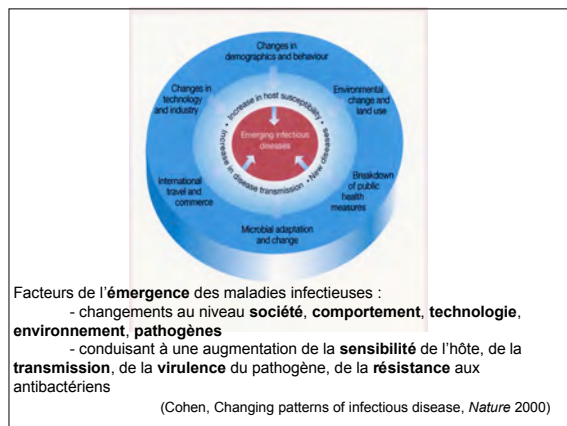 Changes in
demographics and behaviour
Changes in
technology
and industry
Environmental
change and
land use
• Increase in host susceptibility •
Emerging infectious
diseases
• Increase in disease transmission •
New diseases
International
travel and
commerce
Breakdown
of public
health
measures
Microbial adaptation
and change
Facteurs de l'émergence des maladies infectieuses :
- changements au niveau société, comportement, technologie,
environnement, pathogènes
- conduisant à une augmentation de la sensibilité de l'hôte, de la
transmission, de la virulence du pathogène, de la résistance aux
antibactériens
(Cohen, Changing patterns of infectious disease, Nature 2000)